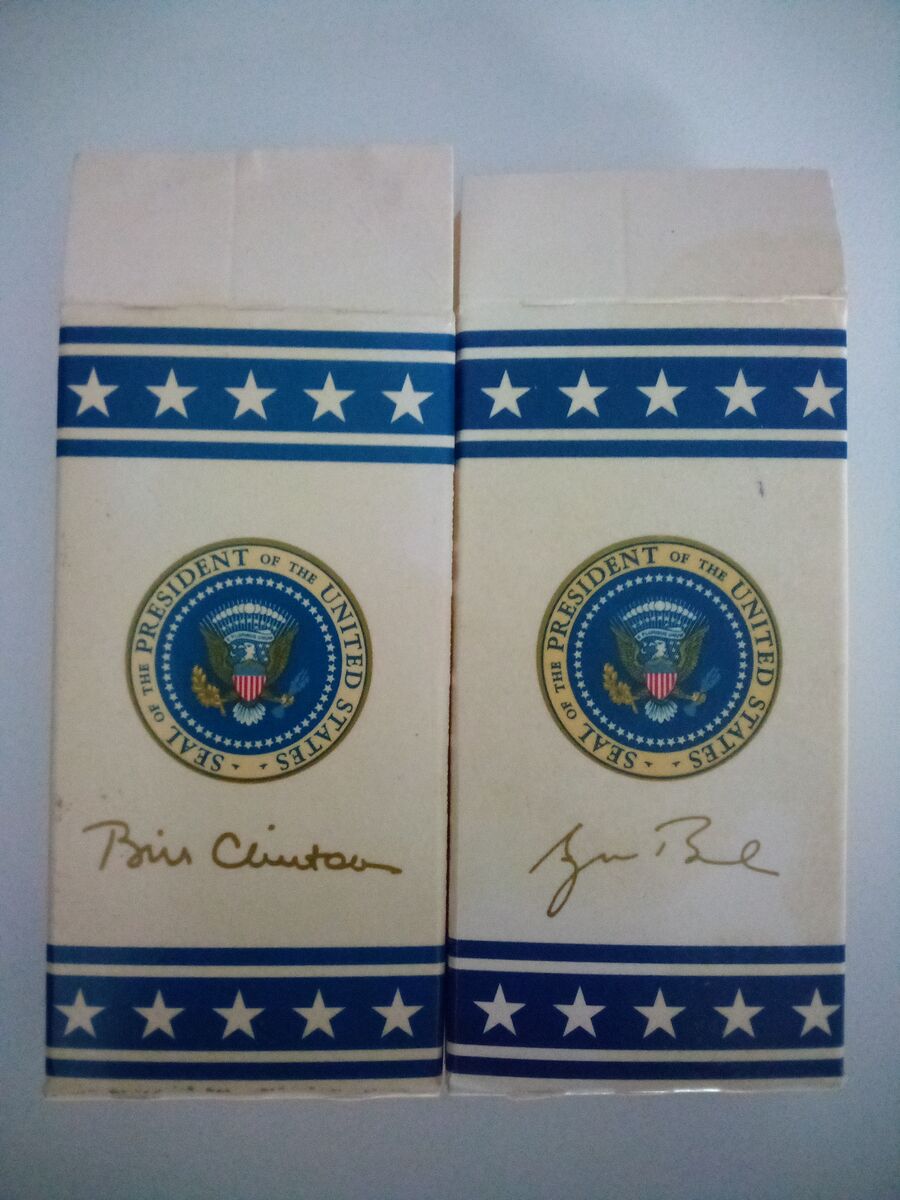 SEAL OF THE PRESIDENT OF THE UNITED STATES
Bill Clinton
SEAL OF THE PRESIDENT OF THE UNITED STATES